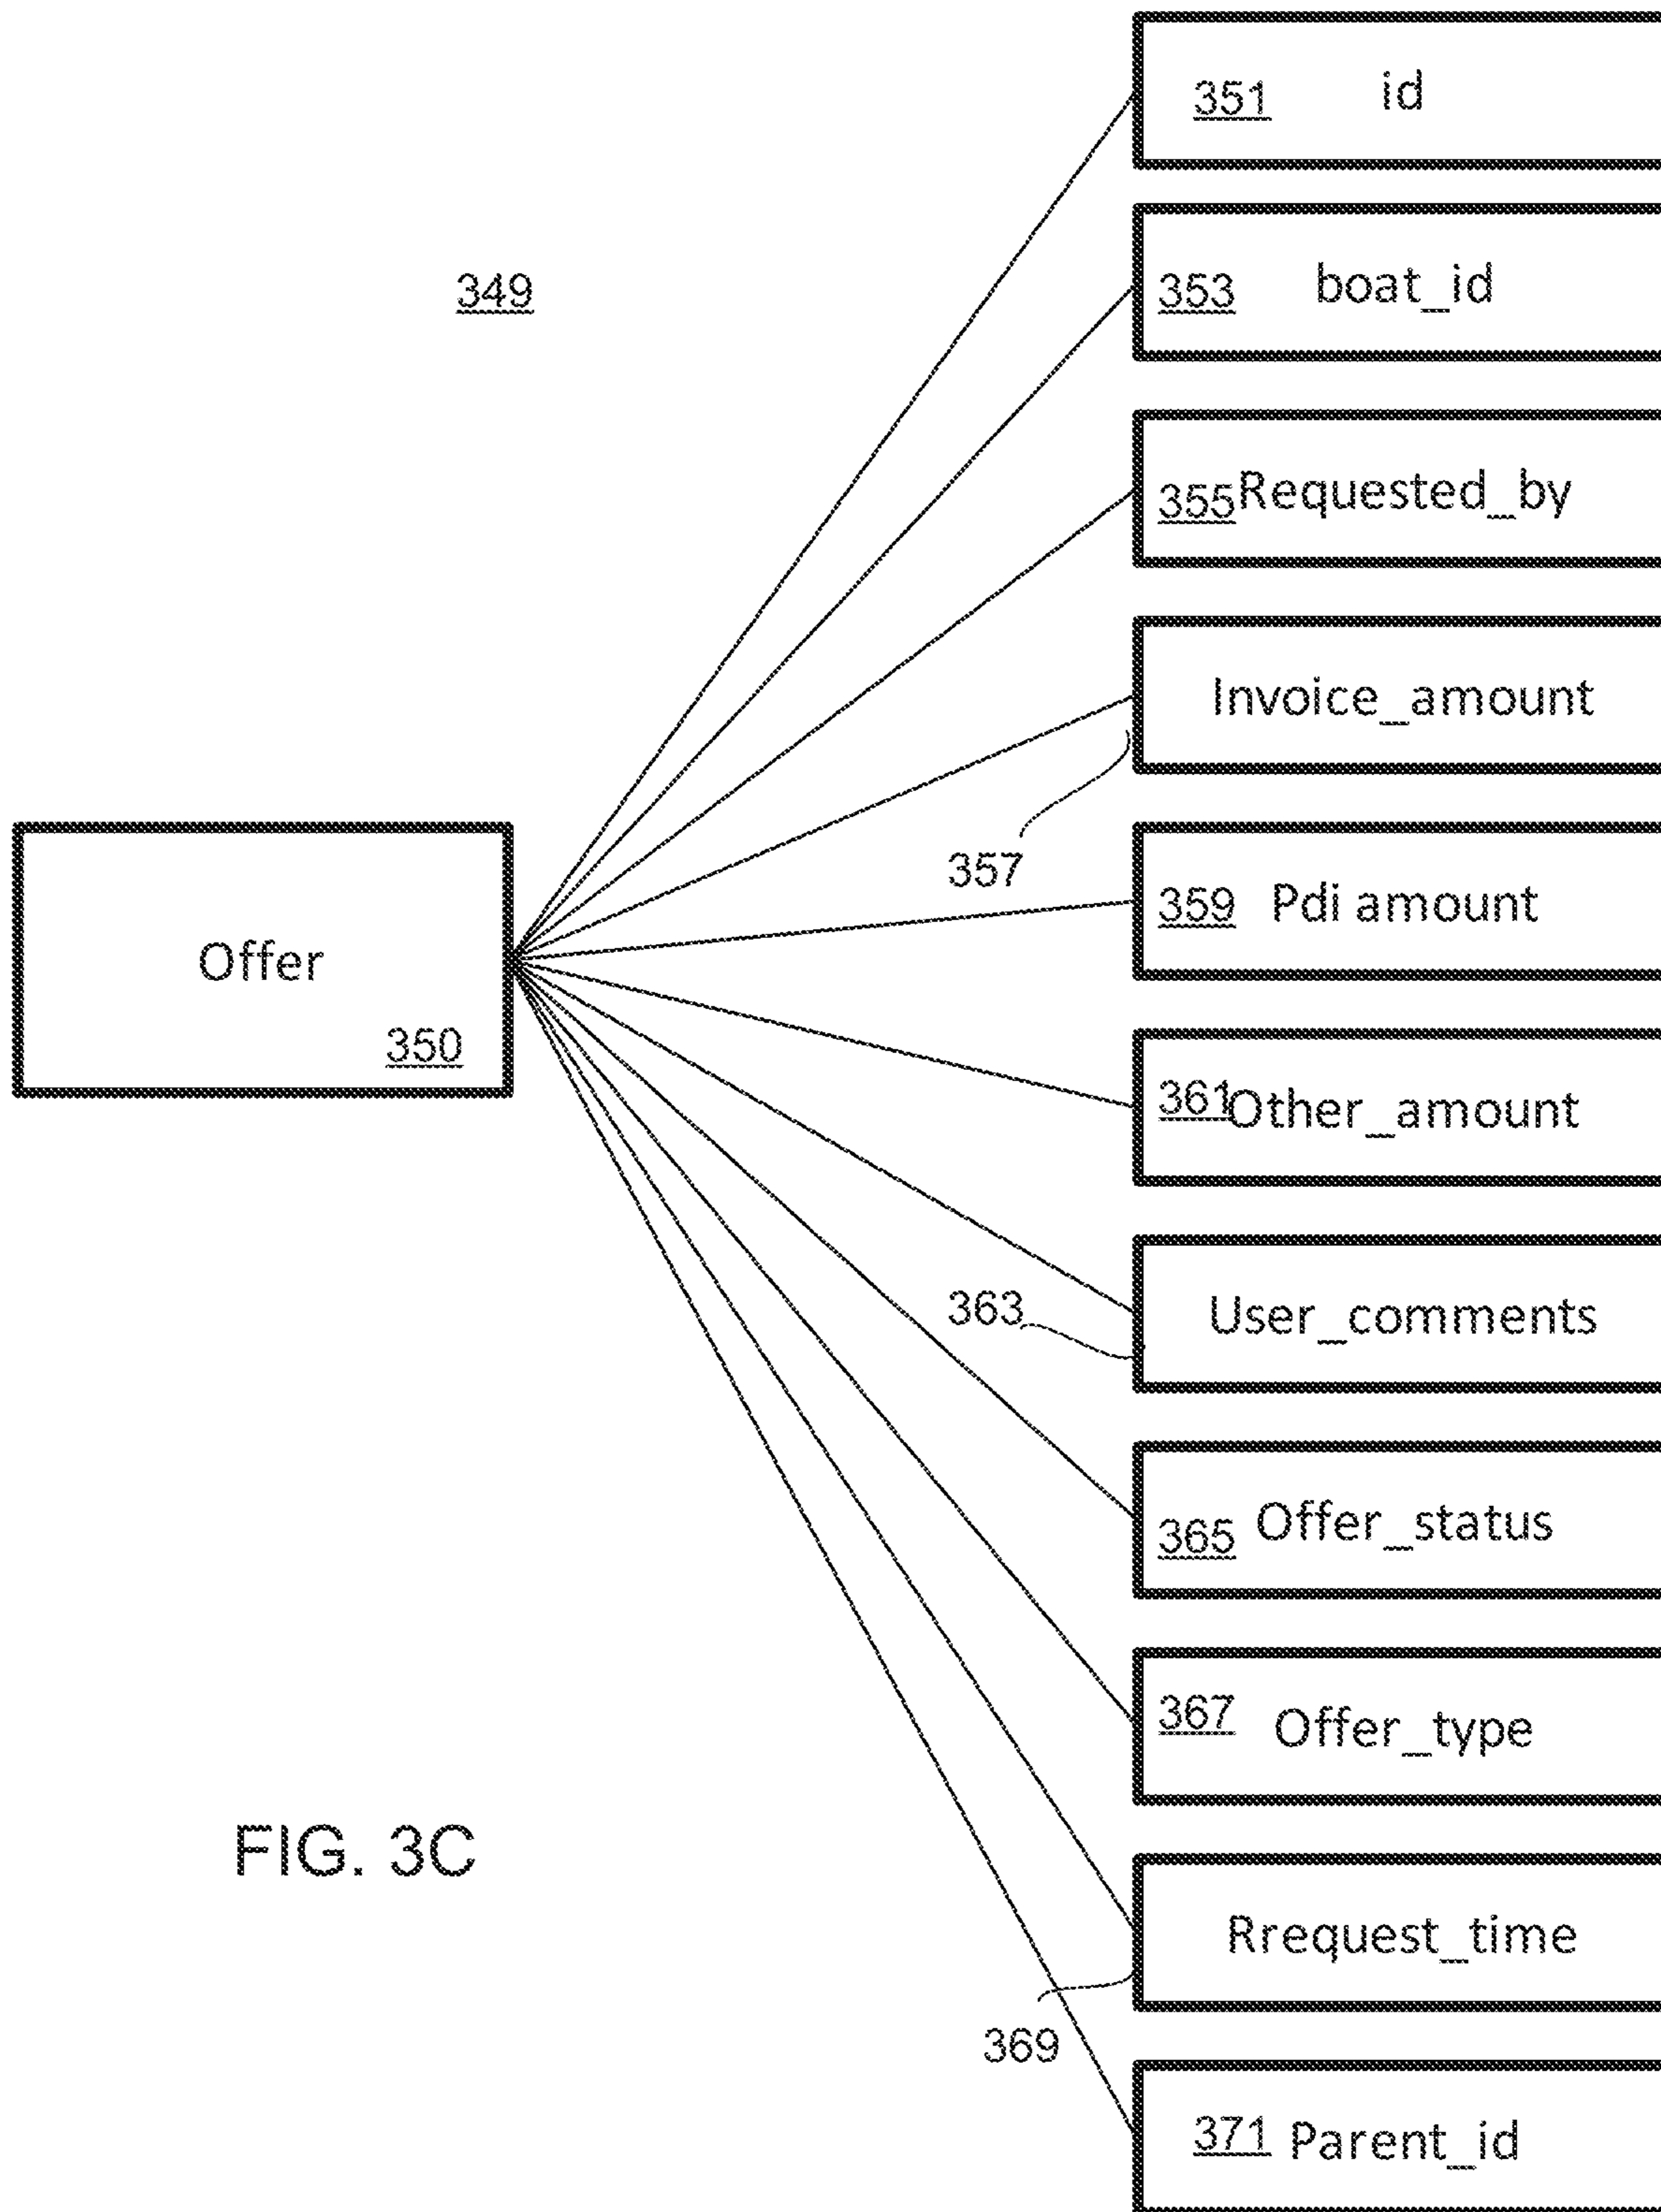 351 id
349
353 boat_id
355 Requested_by
Invoice_amount
357
359 Pdi amount
Offer
350
361 Other_amount
363
User_comments
365 Offer_status
367 Offer_type
FIG. 3C
Rrequest_time
369
371 Parent_id